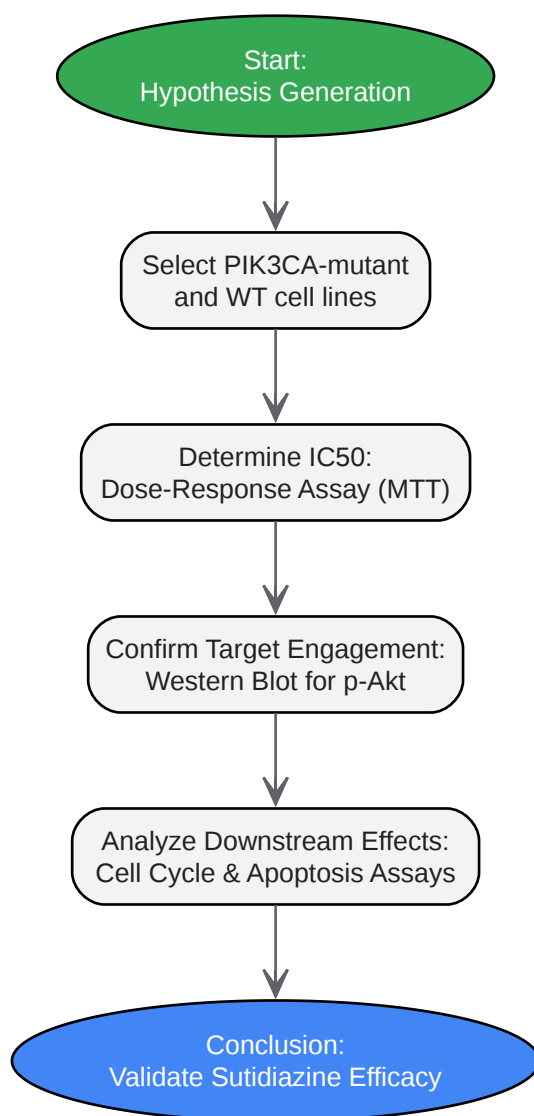 Start:
Hypothesis Generation
Select PIK3CA-mutant
and WT cell lines
Determine IC50:
Dose-Response Assay (MTT)
Confirm Target Engagement:
Western Blot for p-Akt
Analyze Downstream Effects:
Cell Cycle & Apoptosis Assays
Conclusion:
Validate Sutidiazine Efficacy